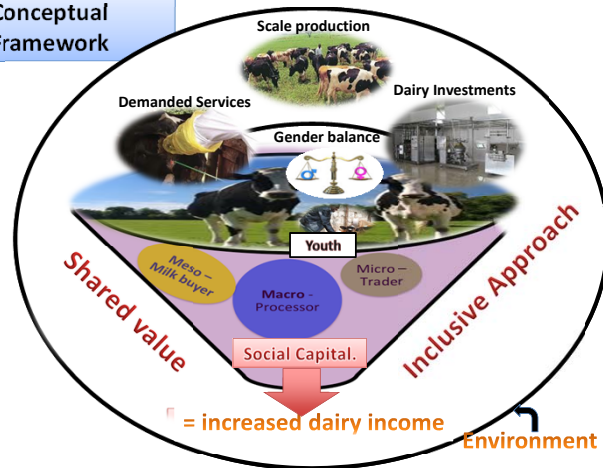 Conceptual
Framework
Scale production
Demanded Services
Dairy Investments
Gender balance
Youth
Meso –
Milk buyer
Macro -
Processor
Micro –
Trader
Shared value
Inclusive Approach
Social Capital.
= increased dairy income
Environment